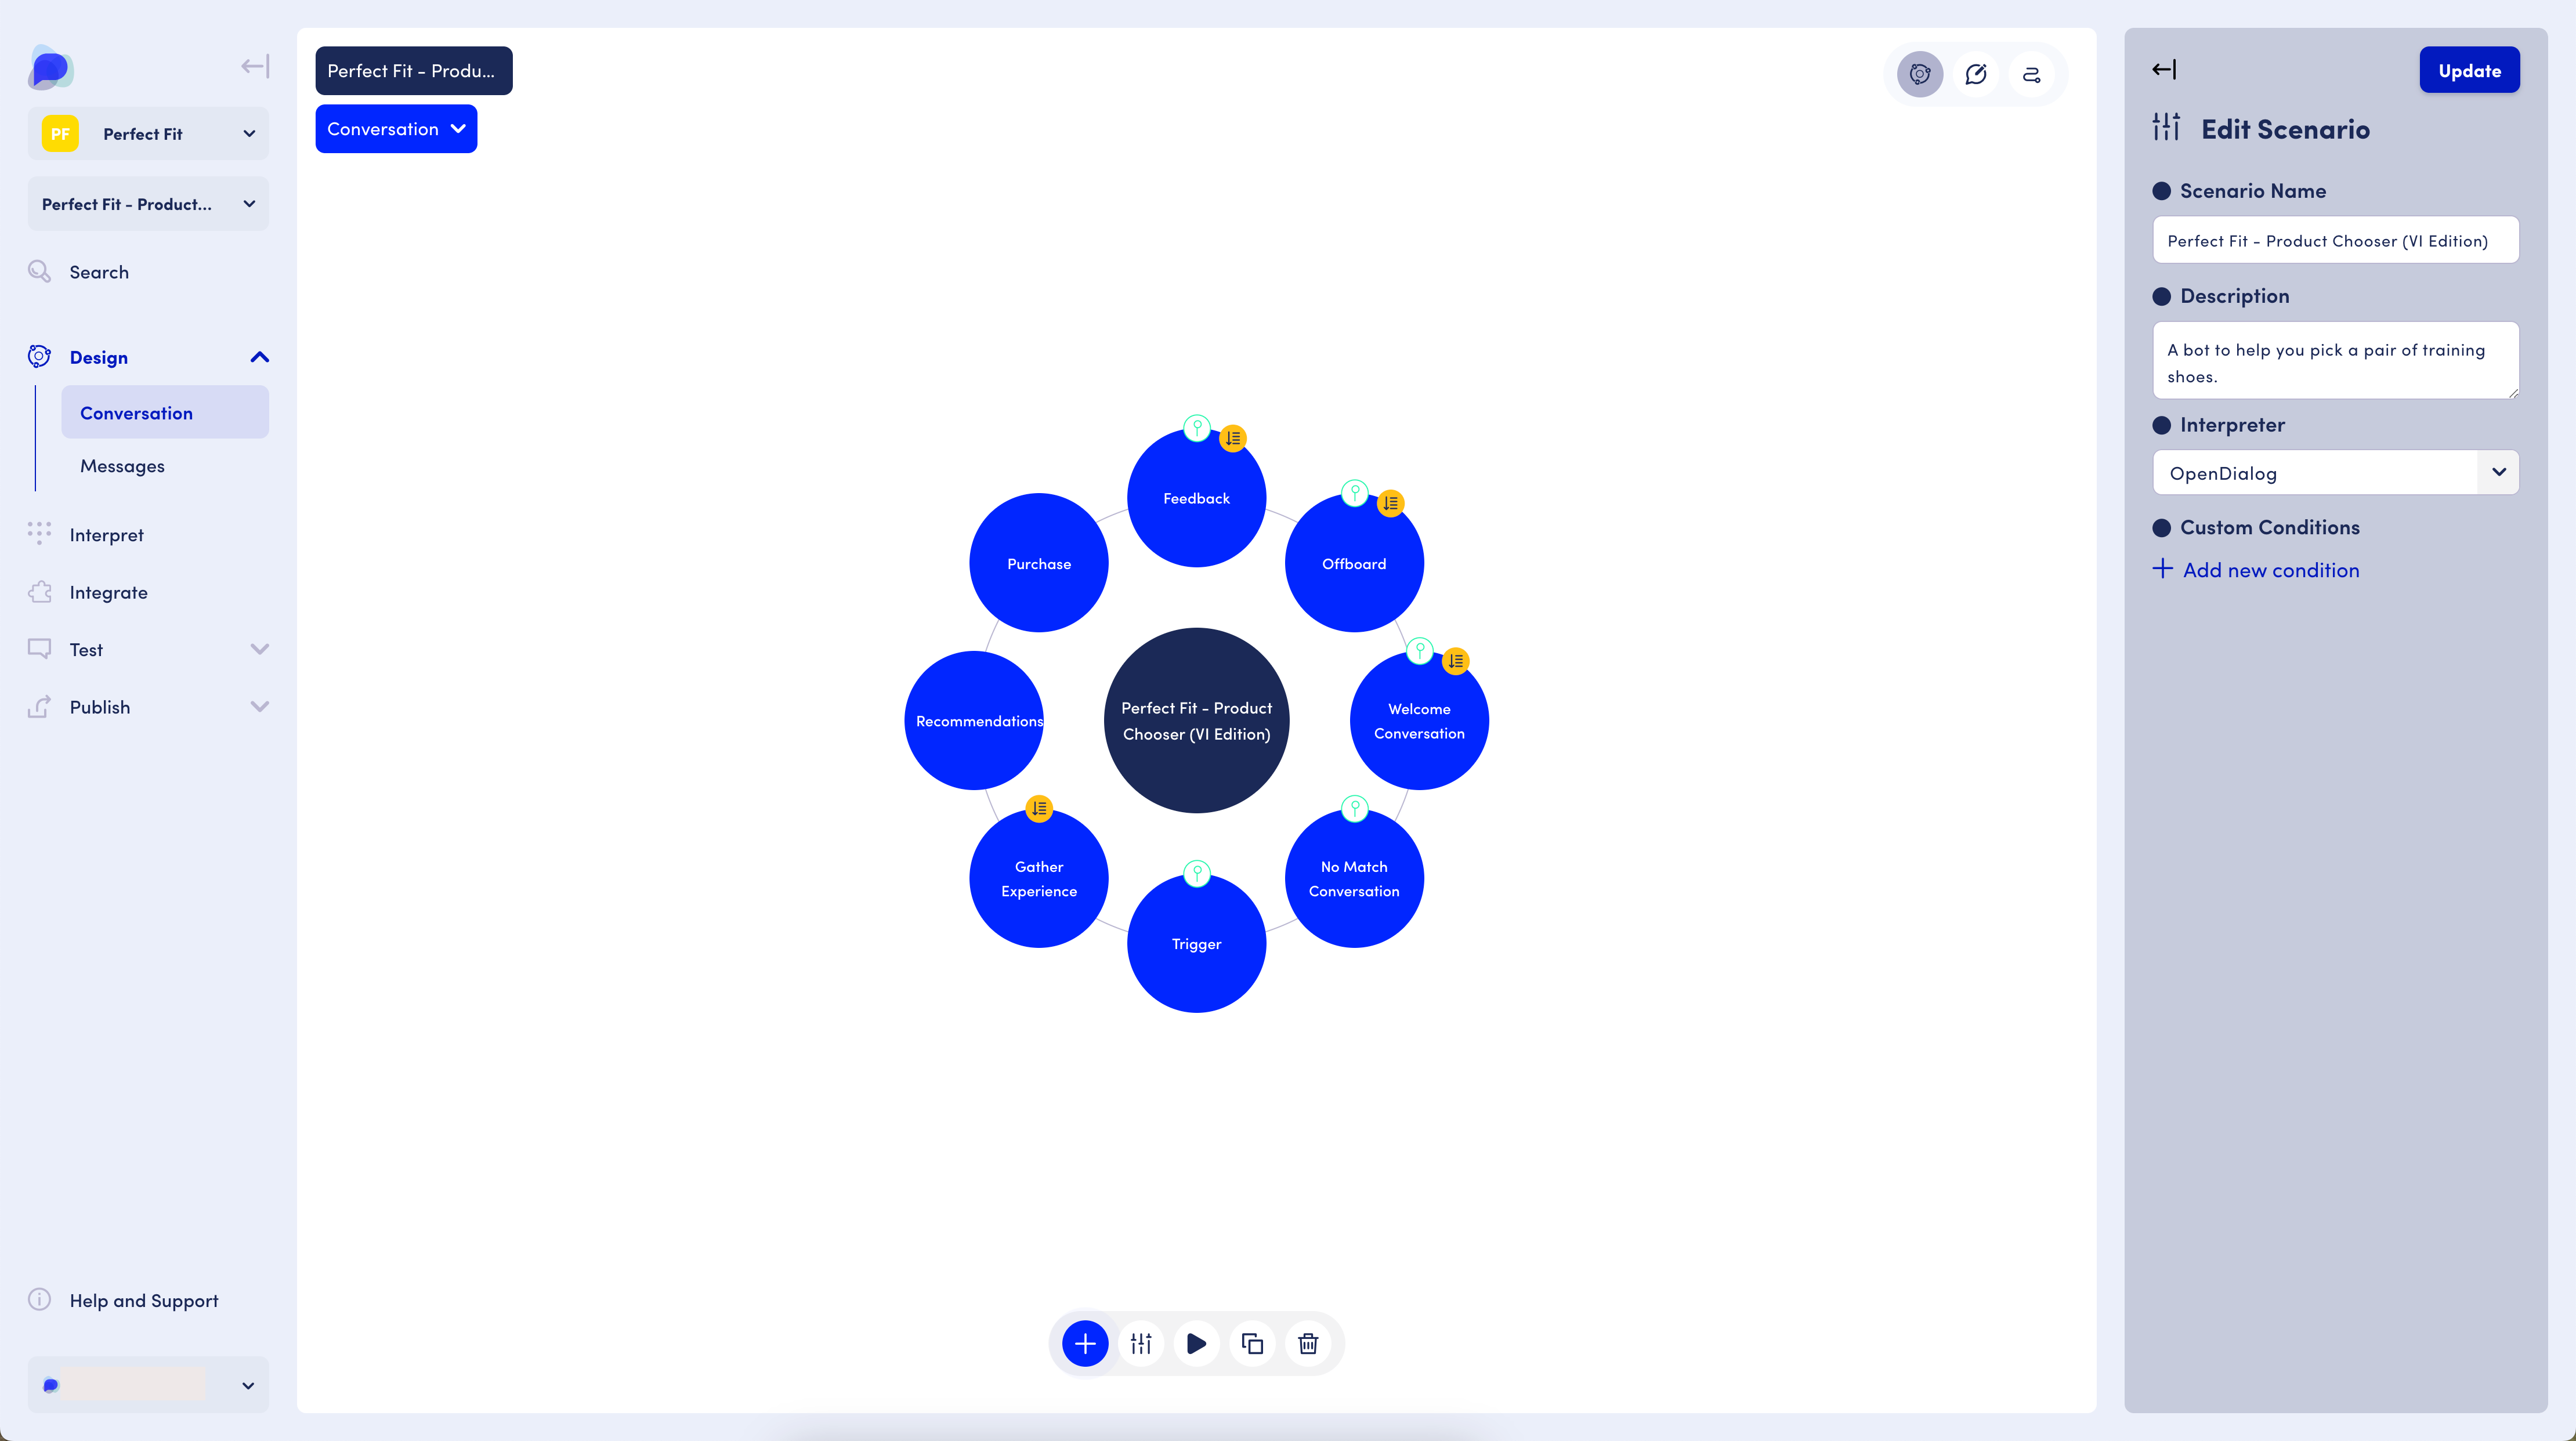 PF
Perfect Fit
Perfect Fit - Product...
Search
Design
Conversation
Messages
Interpret
Integrate
Test
Publish
Help and Support
Perfect Fit - Produ...
Conversation
Feedback
Purchase
Offboard
Recommendations
Perfect Fit - Product
Chooser (VI Edition)
Welcome
Conversation
Gather
Experience
No Match
Conversation
Trigger
Update
Edit Scenario
Scenario Name
Perfect Fit - Product Chooser (VI Edition)
Description
A bot to help you pick a pair of training
shoes.
Interpreter
OpenDialog
Custom Conditions
Add new condition